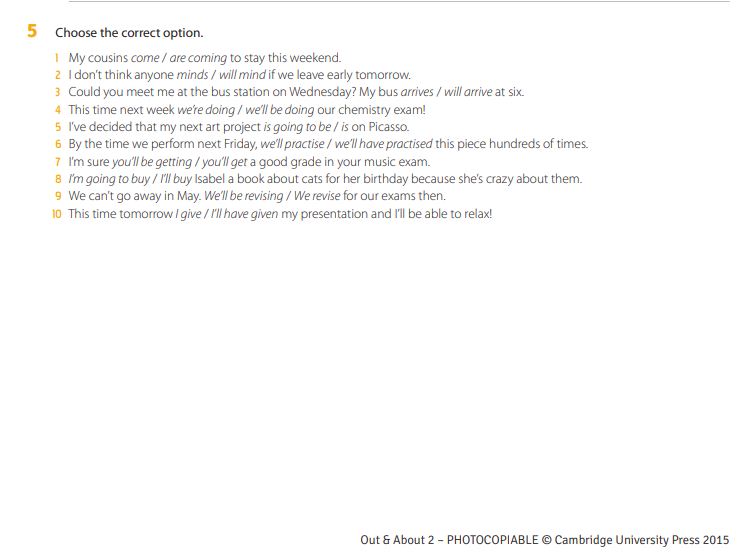 5 Choose the correct option.
1 My cousins come / are coming to stay this weekend.
2 I don't think anyone minds / will mind if we leave early tomorrow.
3 Could you meet me at the bus station on Wednesday? My bus arrives / will arrive at six.
4 This time next week we're doing / we'll be doing our chemistry exam!
5 I've decided that my next art project is going to be / is on Picasso.
6 By the time we perform next Friday, we'll practise / we'll have practised this piece hundreds of times.
7 I'm sure you'll be getting / you'll get a good grade in your music exam.
8 I'm going to buy / I'll buy Isabel a book about cats for her birthday because she's crazy about them.
9 We can't go away in May. We'll be revising / We revise for our exams then.
10 This time tomorrow I give / I'll have given my presentation and I'll be able to relax!
Out & About 2 – PHOTOCOPIABLE © Cambridge University Press 2015